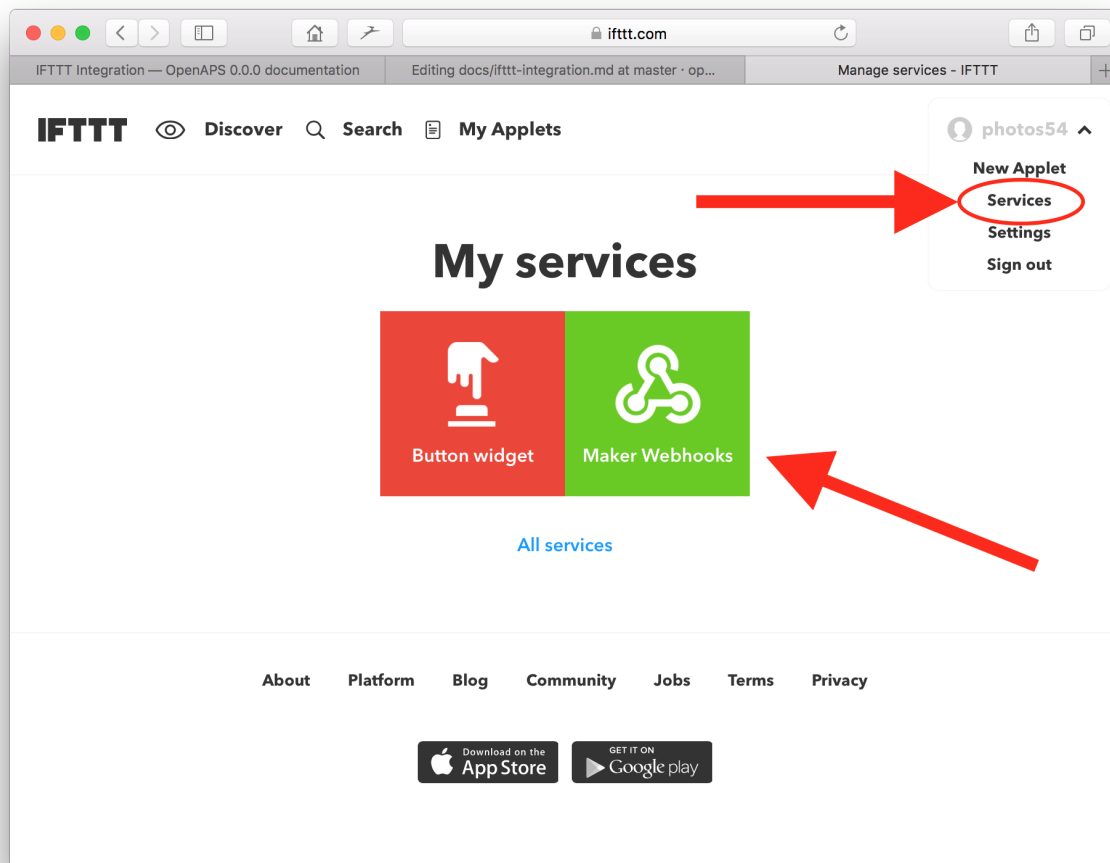 ifttt.com
IFTTT Integration — OpenAPS 0.0.0 documentation
Editing docs/ifttt-integration.md at master · op...
Manage services - IFTTT
IFTTT
Discover
Search
My Applets
photos54
New Applet
Services
Settings
Sign out
My services
Button widget
Maker Webhooks
All services
About
Platform
Blog
Community
Jobs
Terms
Privacy
Download on the
App Store
GET IT ON
Google play